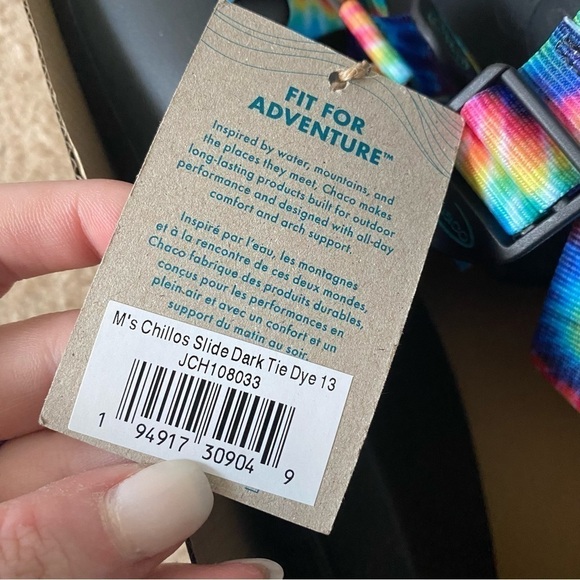 FIT FOR
ADVENTURE™
Inspired by water, mountains, and
the places they meet, Chaco makes
long-lasting products built for outdoor
performance and designed with all-day
comfort and arch support.
Inspiré par l'eau, les montagnes
et à la rencontre de ces deux mondes,
Chaco fabrique des produits durables,
conçus pour les performances en
plein-air et avec un confort et un
support du matin au soir.
M's Chillos Slide Dark Tie Dye 13
JCH108033
1 94917 30904 9